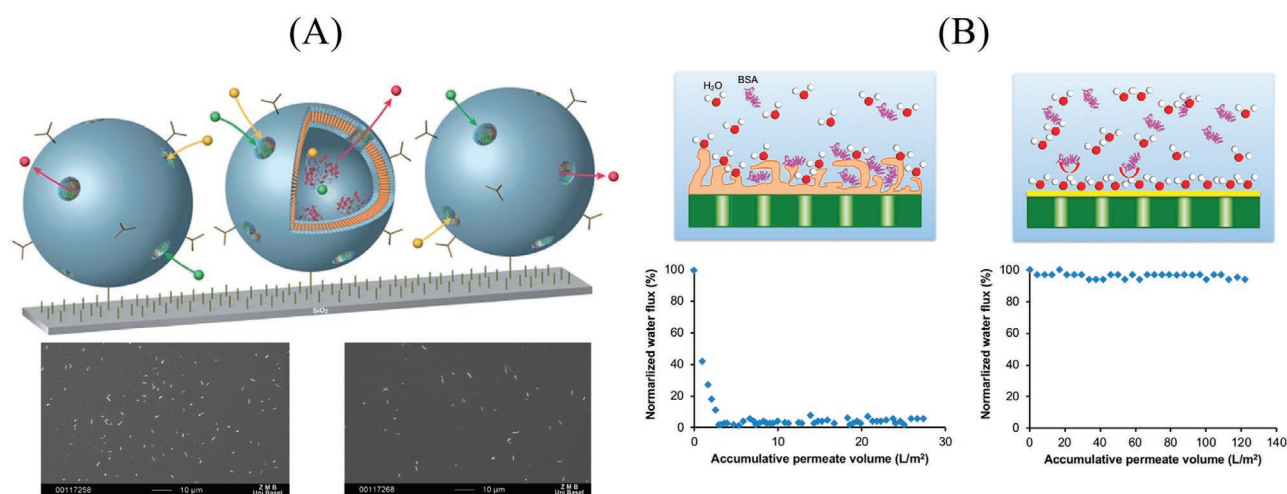 (A)
(B)
H₂O
BSA
SiO₂
00117258
10 μm
Z M B
Uni Basel
00117268
10 μm
Z M B
Uni Basel
Normarlized water flux (%)
100
80
60
40
20
0
0
10
20
30
Accumulative permeate volume (L/m²)
Normarlized water flux (%)
100
80
60
40
20
0
0
20
40
60
80
100
120
140
Accumulative permeate volume (L/m²)